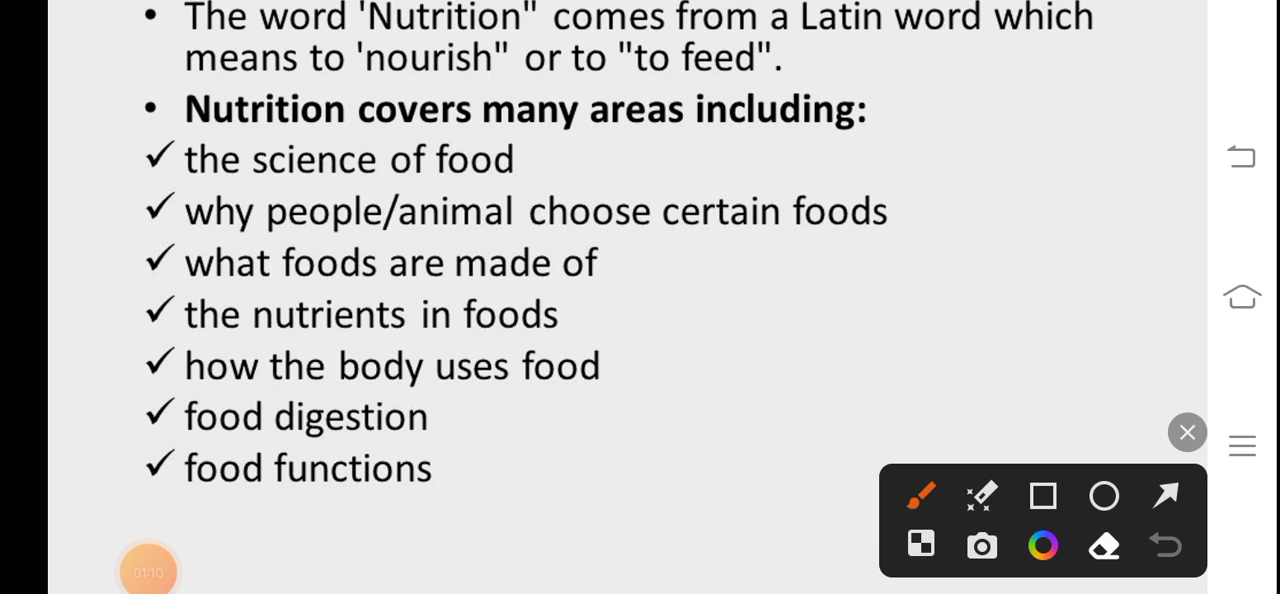 • The word 'Nutrition" comes from a Latin word which
means to 'nourish" or to "to feed".
• Nutrition covers many areas including:
✓ the science of food
✓ why people/animal choose certain foods
✓ what foods are made of
✓ the nutrients in foods
✓ how the body uses food
✓ food digestion
✓ food functions
01:10